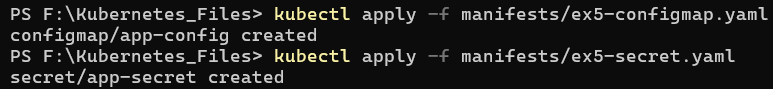 PS F:\Kubernetes_Files> kubectl apply -f manifests/ex5-configmap.yaml
configmap/app-config created
PS F:\Kubernetes_Files> kubectl apply -f manifests/ex5-secret.yaml
secret/app-secret created